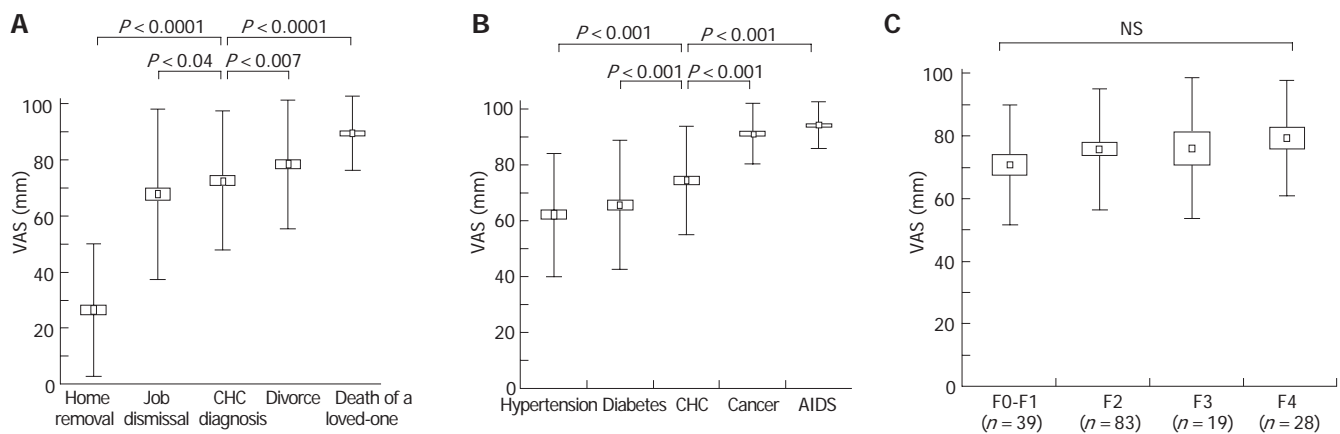 A
P < 0.0001
P < 0.0001
P < 0.04
P < 0.007
VAS (mm)
100
80
60
40
20
0
Home removal
Job dismissal
CHC diagnosis
Divorce
Death of a loved-one
B
P < 0.001
P < 0.001
P < 0.001
P < 0.001
VAS (mm)
100
80
60
40
20
0
Hypertension
Diabetes
CHC
Cancer
AIDS
C
NS
VAS (mm)
100
80
60
40
20
0
F0-F1
(n = 39)
F2
(n = 83)
F3
(n = 19)
F4
(n = 28)